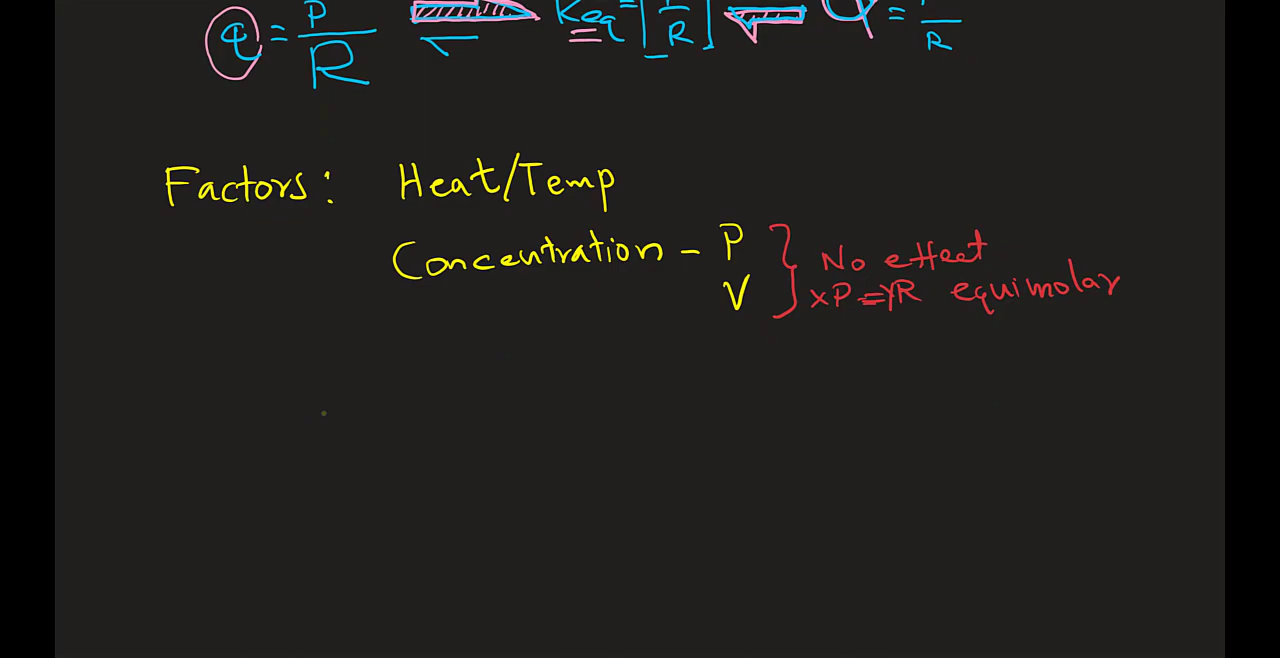 q = P/R Keq = [P/R] Q = /R
Factors: Heat/Temp
Concentration - P } No effect
V xP = yR equimolar